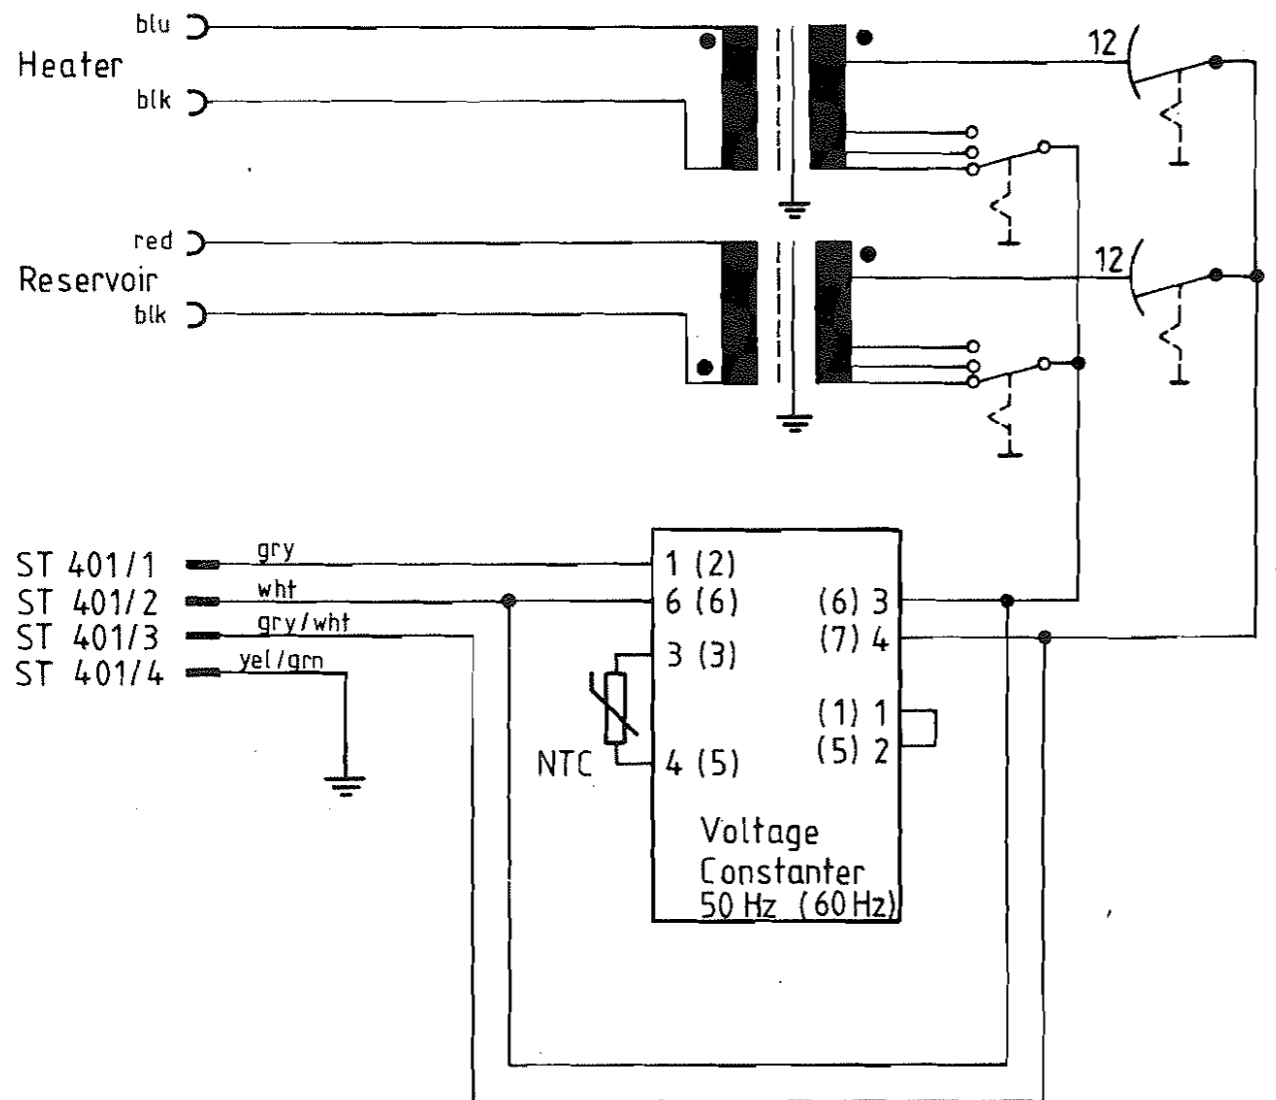 blu
Heater
blk
12
red
Reservoir
blk
12
ST 401/1 gry 1 (2)
ST 401/2 wht 6 (6) (6) 3
ST 401/3 gry/wht (7) 4
ST 401/4 yel/grn 3 (3)
(1) 1
NTC 4 (5) (5) 2
Voltage
Constanter
50 Hz (60 Hz)